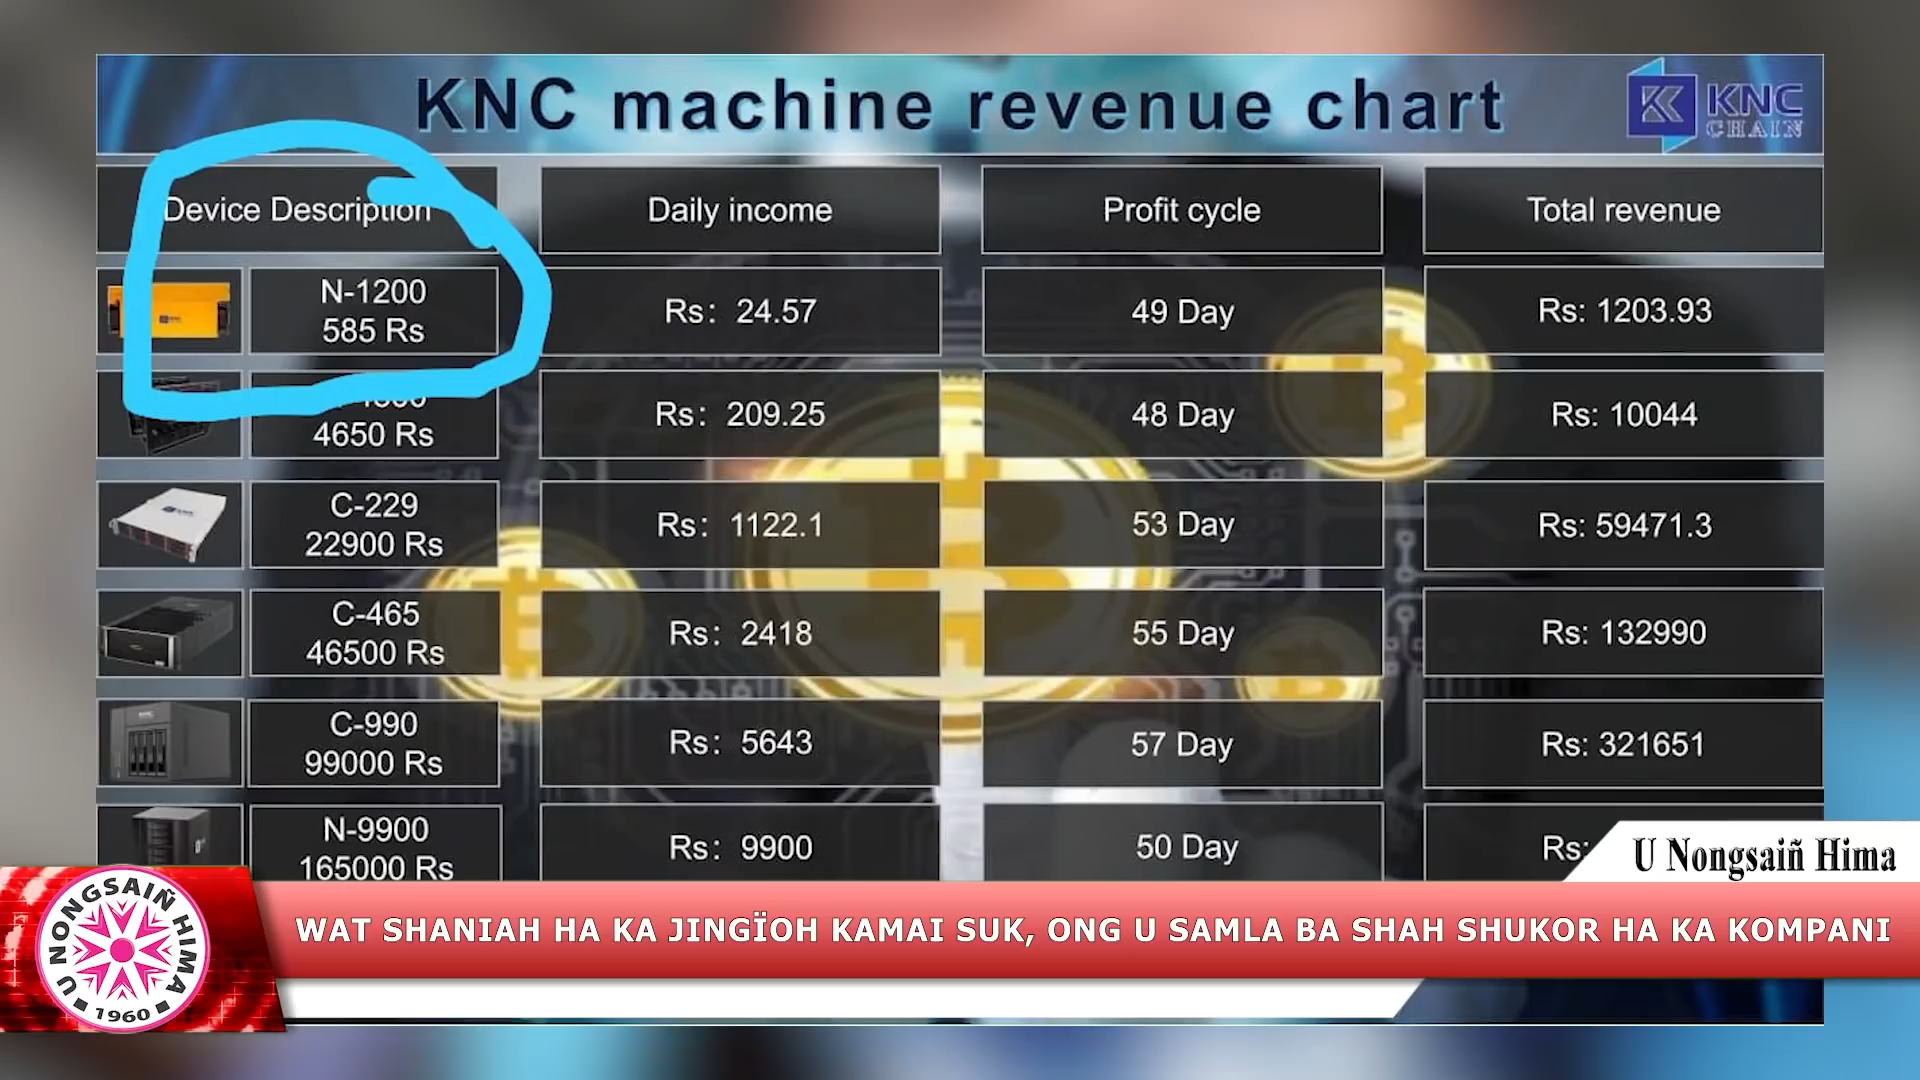 KNC machine revenue chart
KNC
CHAIN
Device Description
Daily income
Profit cycle
Total revenue
N-1200
585 Rs
Rs: 24.57
49 Day
Rs: 1203.93
4650 Rs
Rs: 209.25
48 Day
Rs: 10044
C-229
22900 Rs
Rs: 1122.1
53 Day
Rs: 59471.3
C-465
46500 Rs
Rs: 2418
55 Day
Rs: 132990
C-990
99000 Rs
Rs: 5643
57 Day
Rs: 321651
N-9900
165000 Rs
Rs: 9900
50 Day
Rs:
U Nongsaiñ Hima
WAT SHANIAH HA KA JINGÏOH KAMAI SUK, ONG U SAMLA BA SHAH SHUKOR HA KA KOMPANI
U NONGSAIÑ HIMA
1960